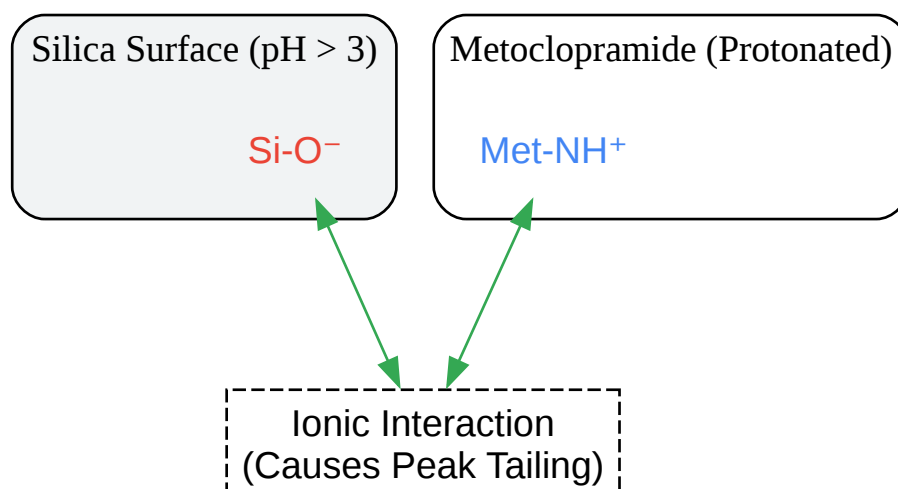 Silica Surface (pH > 3)
Metoclopramide (Protonated)
Si-O⁻
Met-NH⁺
Ionic Interaction
(Causes Peak Tailing)